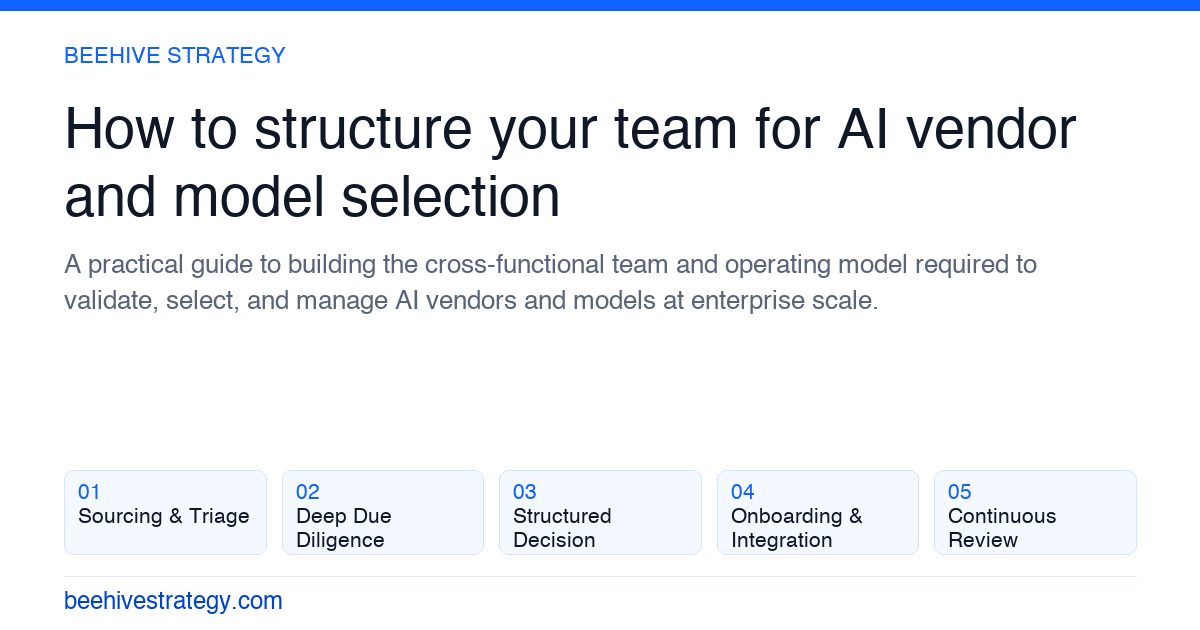 BEEHIVE STRATEGY
How to structure your team for AI vendor
and model selection
A practical guide to building the cross-functional team and operating model required to
validate, select, and manage AI vendors and models at enterprise scale.
01
Sourcing & Triage
02
Deep Due
Diligence
03
Structured
Decision
04
Onboarding &
Integration
05
Continuous
Review
beehivestrategy.com